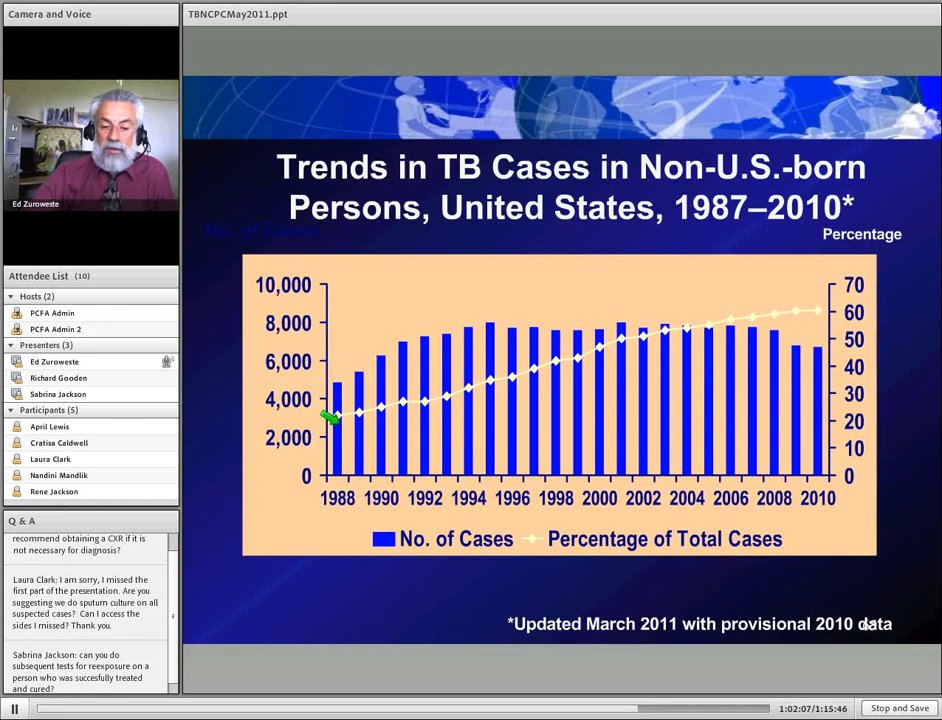 Camera and Voice
Ed Zuroweste
Attendee List (10)
Hosts (2)
PCFA Admin
PCFA Admin 2
Presenters (3)
Ed Zuroweste
Richard Gooden
Sabrina Jackson
Participants (5)
April Lewis
Cratisa Caldwell
Laura Clark
Nandini Mandlik
Rene Jackson
Q & A
recommend obtaining a CXR if it is
not necessary for diagnosis?
Laura Clark: I am sorry, I missed the
first part of the presentation. Are you
suggesting we do sputum culture on all
suspected cases? Can I access the
sides I missed? Thank you.
Sabrina Jackson: can you do
subsequent tests for reexposure on a
person who was succesfully treated
and cured?
TBNCPCMay2011.ppt
Trends in TB Cases in Non-U.S.-born
Persons, United States, 1987–2010*
No. of Cases
Percentage
10,000
8,000
6,000
4,000
2,000
0
70
60
50
40
30
20
10
0
1988 1990 1992 1994 1996 1998 2000 2002 2004 2006 2008 2010
No. of Cases Percentage of Total Cases
*Updated March 2011 with provisional 2010 data
1:02:07/1:15:46
Stop and Save